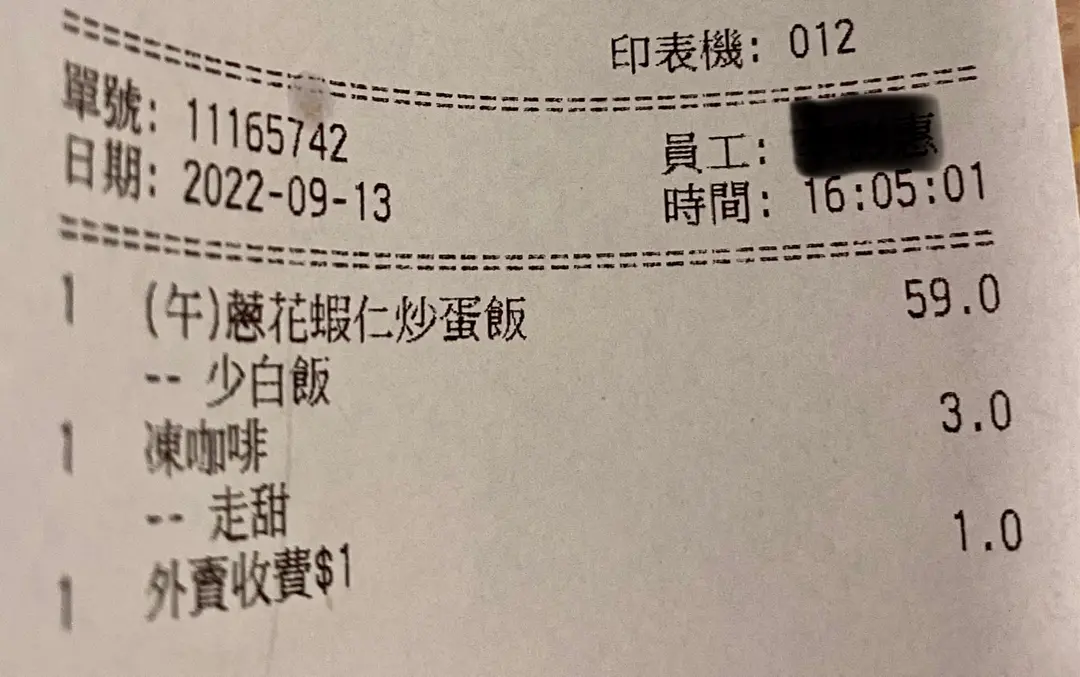 印表機: 012
單號: 11165742
員工:
日期: 2022-09-13 時間: 16:05:01
1 (午)葱花蝦仁炒蛋飯 59.0
-- 少白飯
1 凍咖啡 3.0
-- 走甜
1 外賣收費$1 1.0